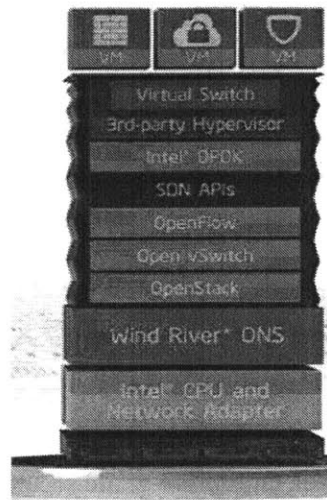 VM VM VM
Virtual Switch
3rd-party Hypervisor
Intel® DPDK
SDN APIs
OpenFlow
Open vSwitch
OpenStack
Wind River* ONS
Intel® CPU and
Network Adapter